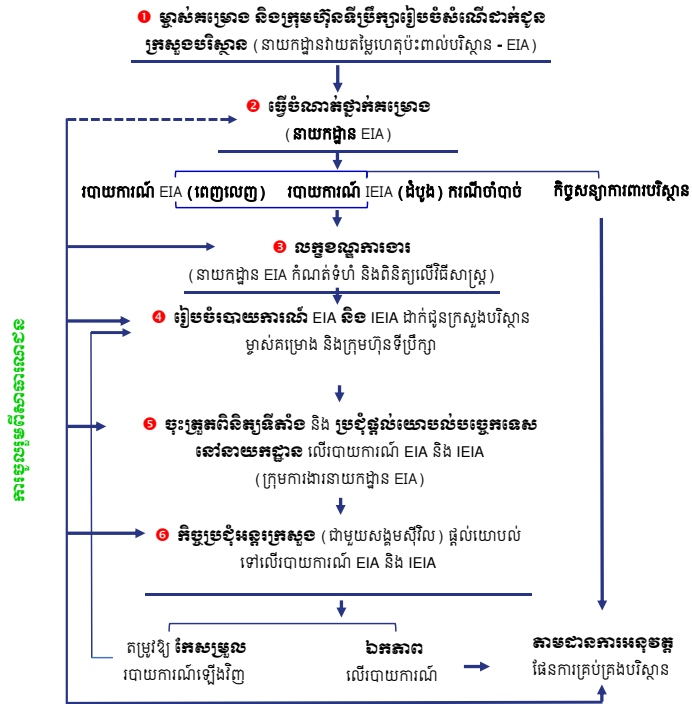 ❶ ម្ចាស់គម្រោង និងក្រុមហ៊ុនទីប្រឹក្សារៀបចំសំណើដាក់ជូន
ក្រសួងបរិស្ថាន (នាយកដ្ឋានវាយតម្លៃហេតុប៉ះពាល់បរិស្ថាន - EIA)
❷ ធ្វើចំណាត់ថ្នាក់គម្រោង
(នាយកដ្ឋាន EIA)
របាយការណ៍ EIA (ពេញលេញ) របាយការណ៍ IEIA (ដំបូង) ករណីចាំបាច់ កិច្ចសន្យាការពារបរិស្ថាន
❸ លក្ខខណ្ឌការងារ
(នាយកដ្ឋាន EIA កំណត់ទំហំ និងពិនិត្យលើវិធីសាស្ត្រ)
❹ រៀបចំរបាយការណ៍ EIA និង IEIA ដាក់ជូនក្រសួងបរិស្ថាន
ម្ចាស់គម្រោង និងក្រុមហ៊ុនទីប្រឹក្សា
❺ ចុះត្រួតពិនិត្យទីតាំង និង ប្រជុំផ្តល់យោបល់បច្ចេកទេស
នៅនាយកដ្ឋាន លើរបាយការណ៍ EIA និង IEIA
(ក្រុមការងារនាយកដ្ឋាន EIA)
❻ កិច្ចប្រជុំអន្តរក្រសួង (ជាមួយសង្គមស៊ីវិល) ផ្តល់យោបល់
ទៅលើរបាយការណ៍ EIA និង IEIA
តម្រូវឱ្យ កែសម្រួល
របាយការណ៍ឡើងវិញ
ឯកភាព
លើរបាយការណ៍
តាមដានការអនុវត្ត
ផែនការគ្រប់គ្រងបរិស្ថាន
ការចូលរួមពីសាធារណជន